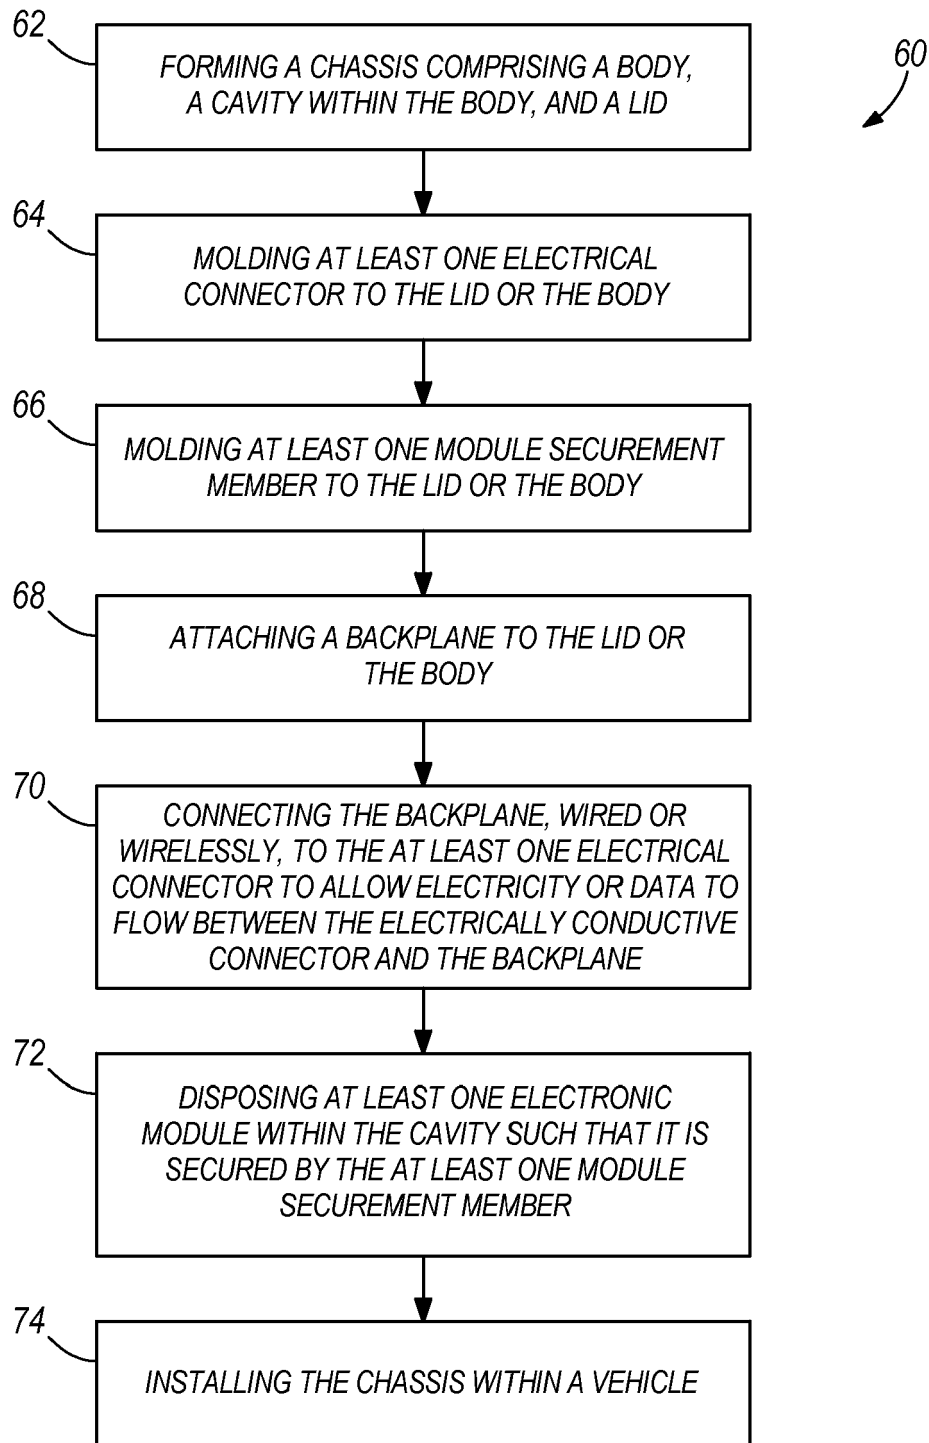 62
FORMING A CHASSIS COMPRISING A BODY,
A CAVITY WITHIN THE BODY, AND A LID
60
64
MOLDING AT LEAST ONE ELECTRICAL
CONNECTOR TO THE LID OR THE BODY
66
MOLDING AT LEAST ONE MODULE SECUREMENT
MEMBER TO THE LID OR THE BODY
68
ATTACHING A BACKPLANE TO THE LID OR
THE BODY
70
CONNECTING THE BACKPLANE, WIRED OR
WIRELESSLY, TO THE AT LEAST ONE ELECTRICAL
CONNECTOR TO ALLOW ELECTRICITY OR DATA TO
FLOW BETWEEN THE ELECTRICALLY CONDUCTIVE
CONNECTOR AND THE BACKPLANE
72
DISPOSING AT LEAST ONE ELECTRONIC
MODULE WITHIN THE CAVITY SUCH THAT IT IS
SECURED BY THE AT LEAST ONE MODULE
SECUREMENT MEMBER
74
INSTALLING THE CHASSIS WITHIN A VEHICLE